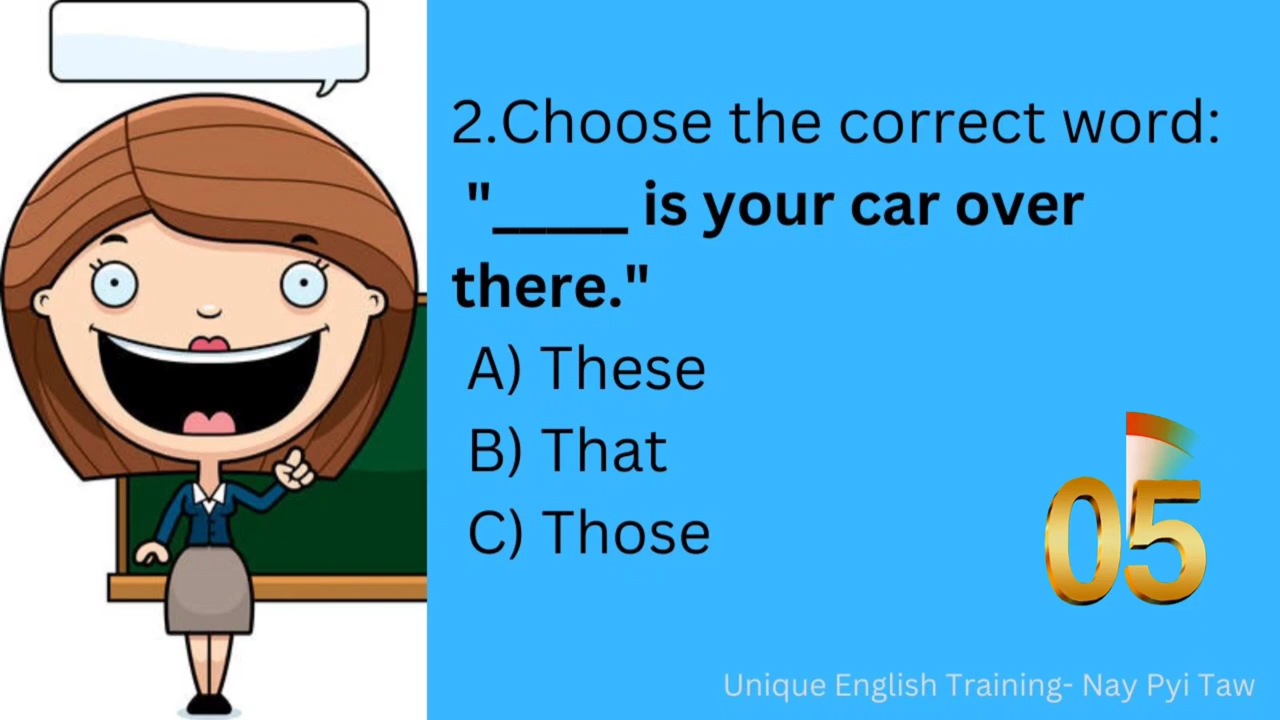 2.Choose the correct word:
"_____ is your car over
there."
A) These
B) That
C) Those
05
Unique English Training- Nay Pyi Taw